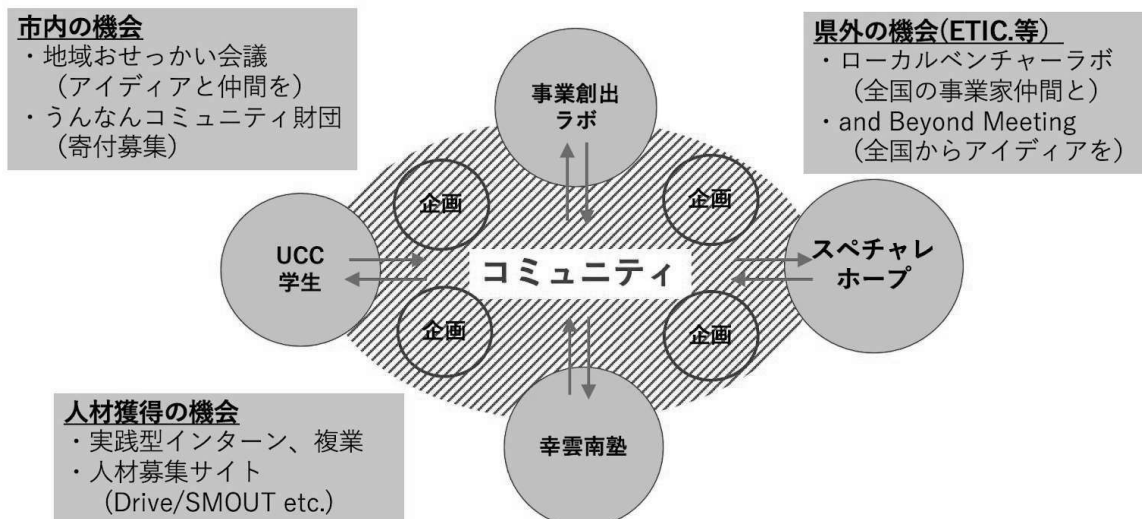 市内の機会
・地域おせっかい会議
（アイディアと仲間を）
・うんなんコミュニティ財団
（寄付募集）
県外の機会(ETIC.等)
・ローカルベンチャーラボ
（全国の事業家仲間と）
・and Beyond Meeting
（全国からアイディアを）
事業創出
ラボ
企画
企画
UCC
学生
コミュニティ
スペチャレ
ホープ
企画
企画
幸雲南塾
人材獲得の機会
・実践型インターン、複業
・人材募集サイト
（Drive/SMOUT etc.）